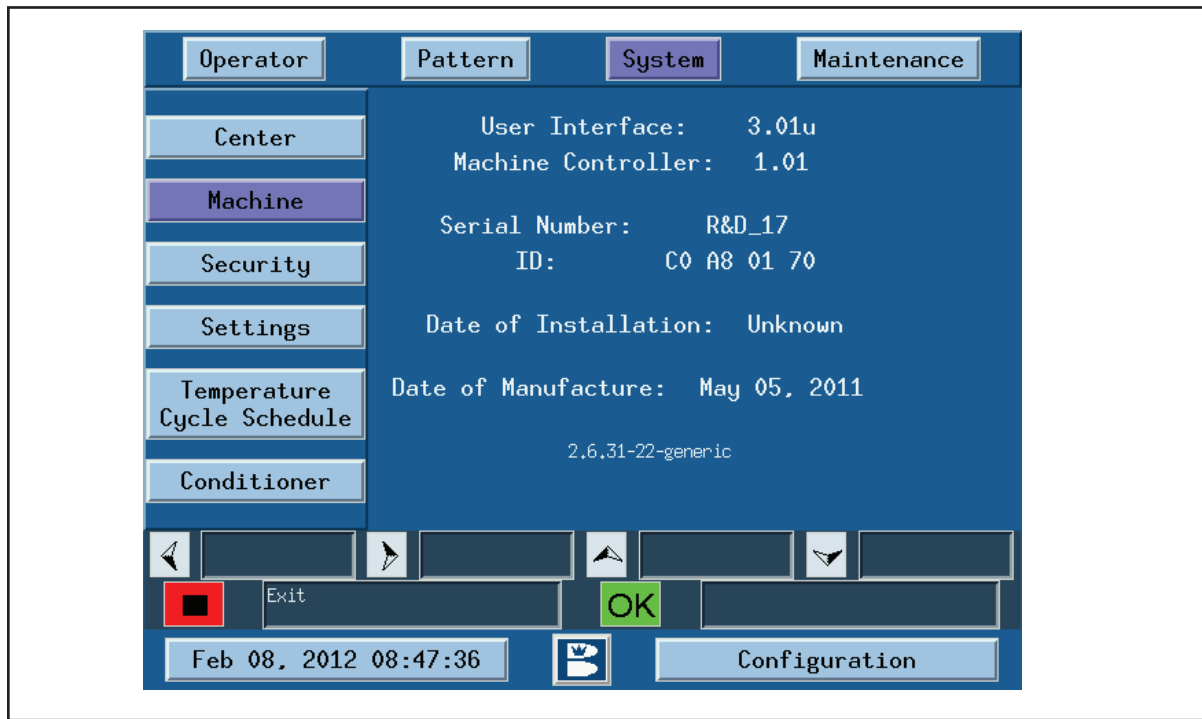 Operator
Pattern
System
Maintenance
Center
Machine
Security
Settings
Temperature
Cycle Schedule
Conditioner
User Interface: 3.01u
Machine Controller: 1.01
Serial Number: R&D_17
ID: C0 A8 01 70
Date of Installation: Unknown
Date of Manufacture: May 05, 2011
2.6.31-22-generic
Exit
OK
Feb 08, 2012 08:47:36
Configuration